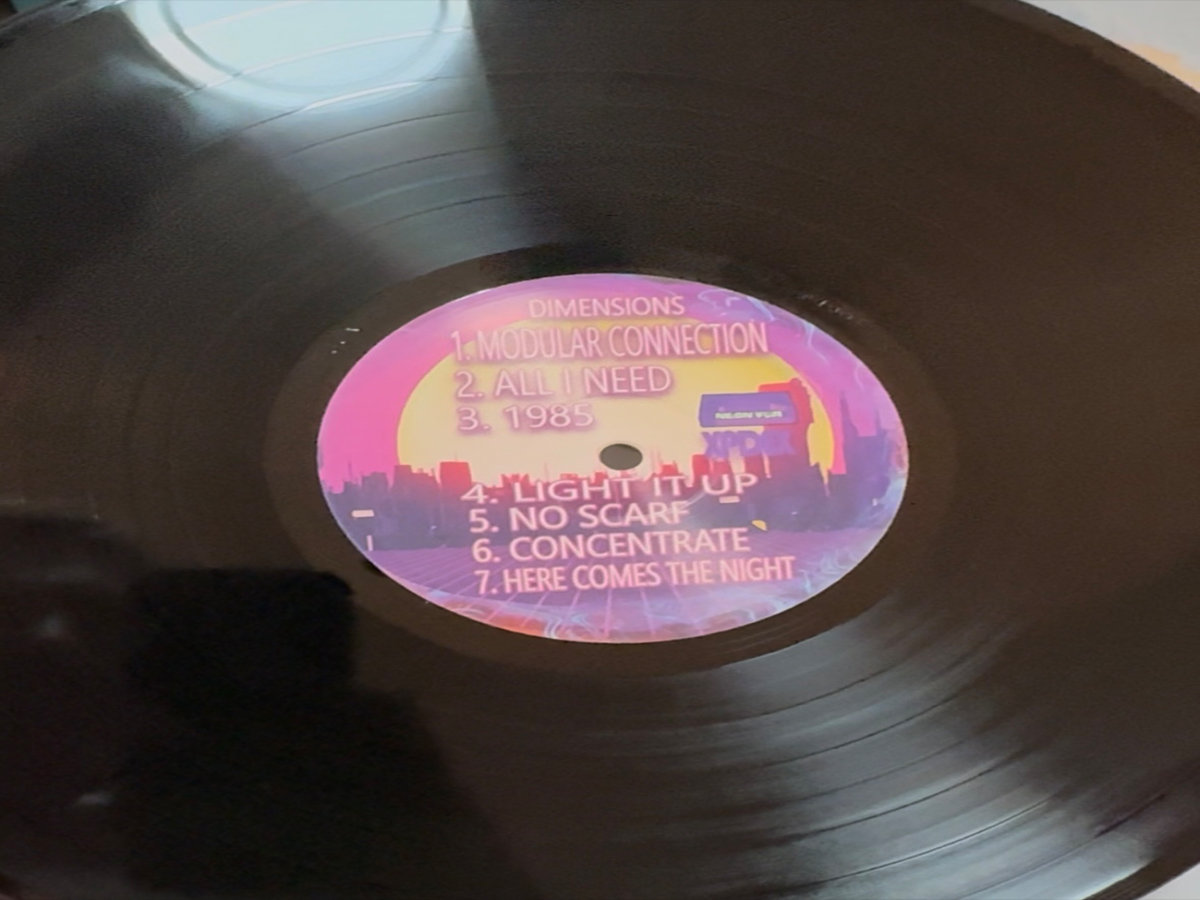 DIMENSIONS
1. MODULAR CONNECTION
2. ALL I NEED
3. 1985
4. LIGHT IT UP
5. NO SCARF
6. CONCENTRATE
7. HERE COMES THE NIGHT